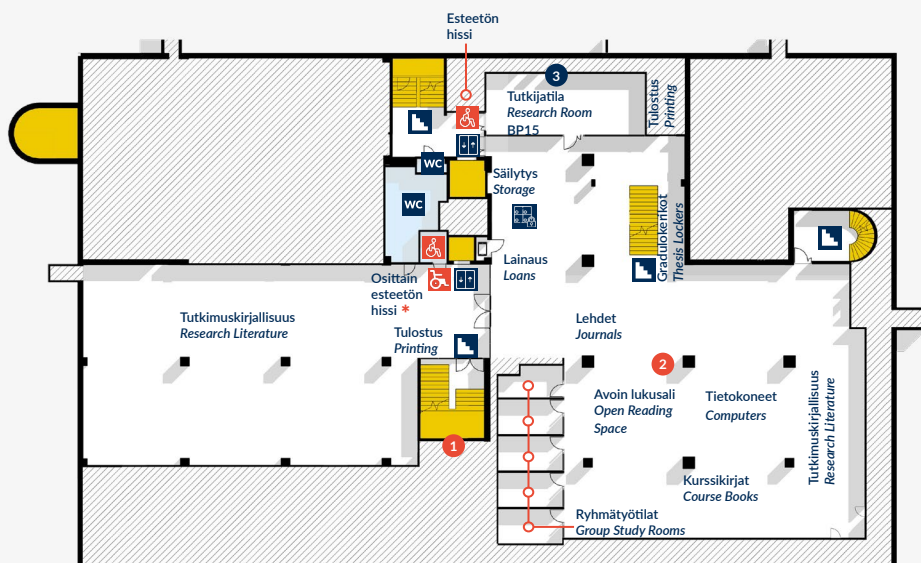 Esteetön
hissi
3
Tutkijatila
Research Room
BP15
Tulostus
Printing
WC
WC
Säilytys
Storage
Gradulokerikot
Thesis Lockers
Lainaus
Loans
Osittain
esteetön
hissi *
Tutkimuskirjallisuus
Research Literature
Tulostus
Printing
Lehdet
Journals
2
Avoin lukusali
Open Reading
Space
Tietokoneet
Computers
Tutkimuskirjallisuus
Research Literature
1
Kurssikirjat
Course Books
Ryhmätyötilat
Group Study Rooms